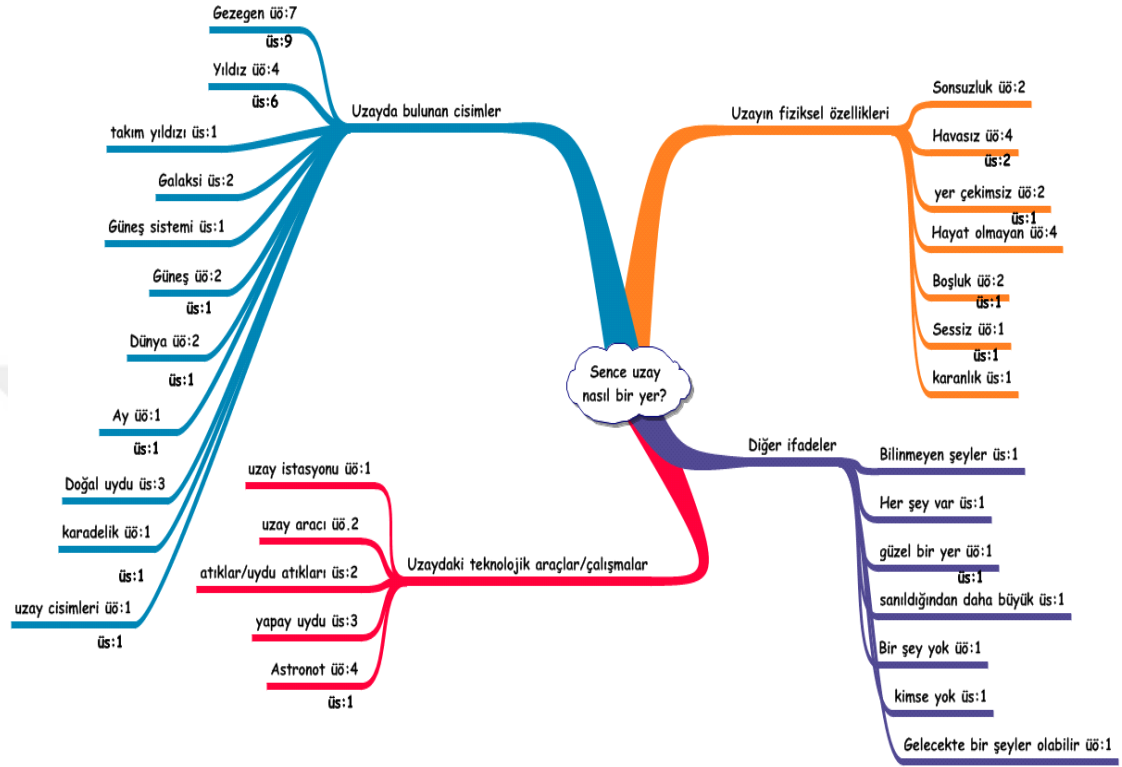 Sence uzay
nasıl bir yer?
Uzayda bulunan cisimler
Gezegen üö:7
üs:9
Yıldız üö:4
üs:6
takım yıldızı üs:1
Galaksi üs:2
Güneş sistemi üs:1
Güneş üö:2
üs:1
Dünya üö:2
üs:1
Ay üö:1
üs:1
Doğal uydu üs:3
karadelik üö:1
üs:1
uzay cisimleri üö:1
üs:1
Uzayın fiziksel özellikleri
Sonsuzluk üö:2
Havasız üö:4
üs:2
yer çekimsiz üö:2
üs:1
Hayat olmayan üö:4
Boşluk üö:2
üs:1
Sessiz üö:1
üs:1
karanlık üs:1
Uzaydaki teknolojik araçlar/çalışmalar
uzay istasyonu üö:1
uzay aracı üö.2
atıklar/uydu atıkları üs:2
yapay uydu üs:3
Astronot üö:4
üs:1
Diğer ifadeler
Bilinmeyen şeyler üs:1
Her şey var üs:1
güzel bir yer üö:1
üs:1
sanıldığından daha büyük üs:1
Bir şey yok üö:1
kimse yok üs:1
Gelecekte bir şeyler olabilir üö:1